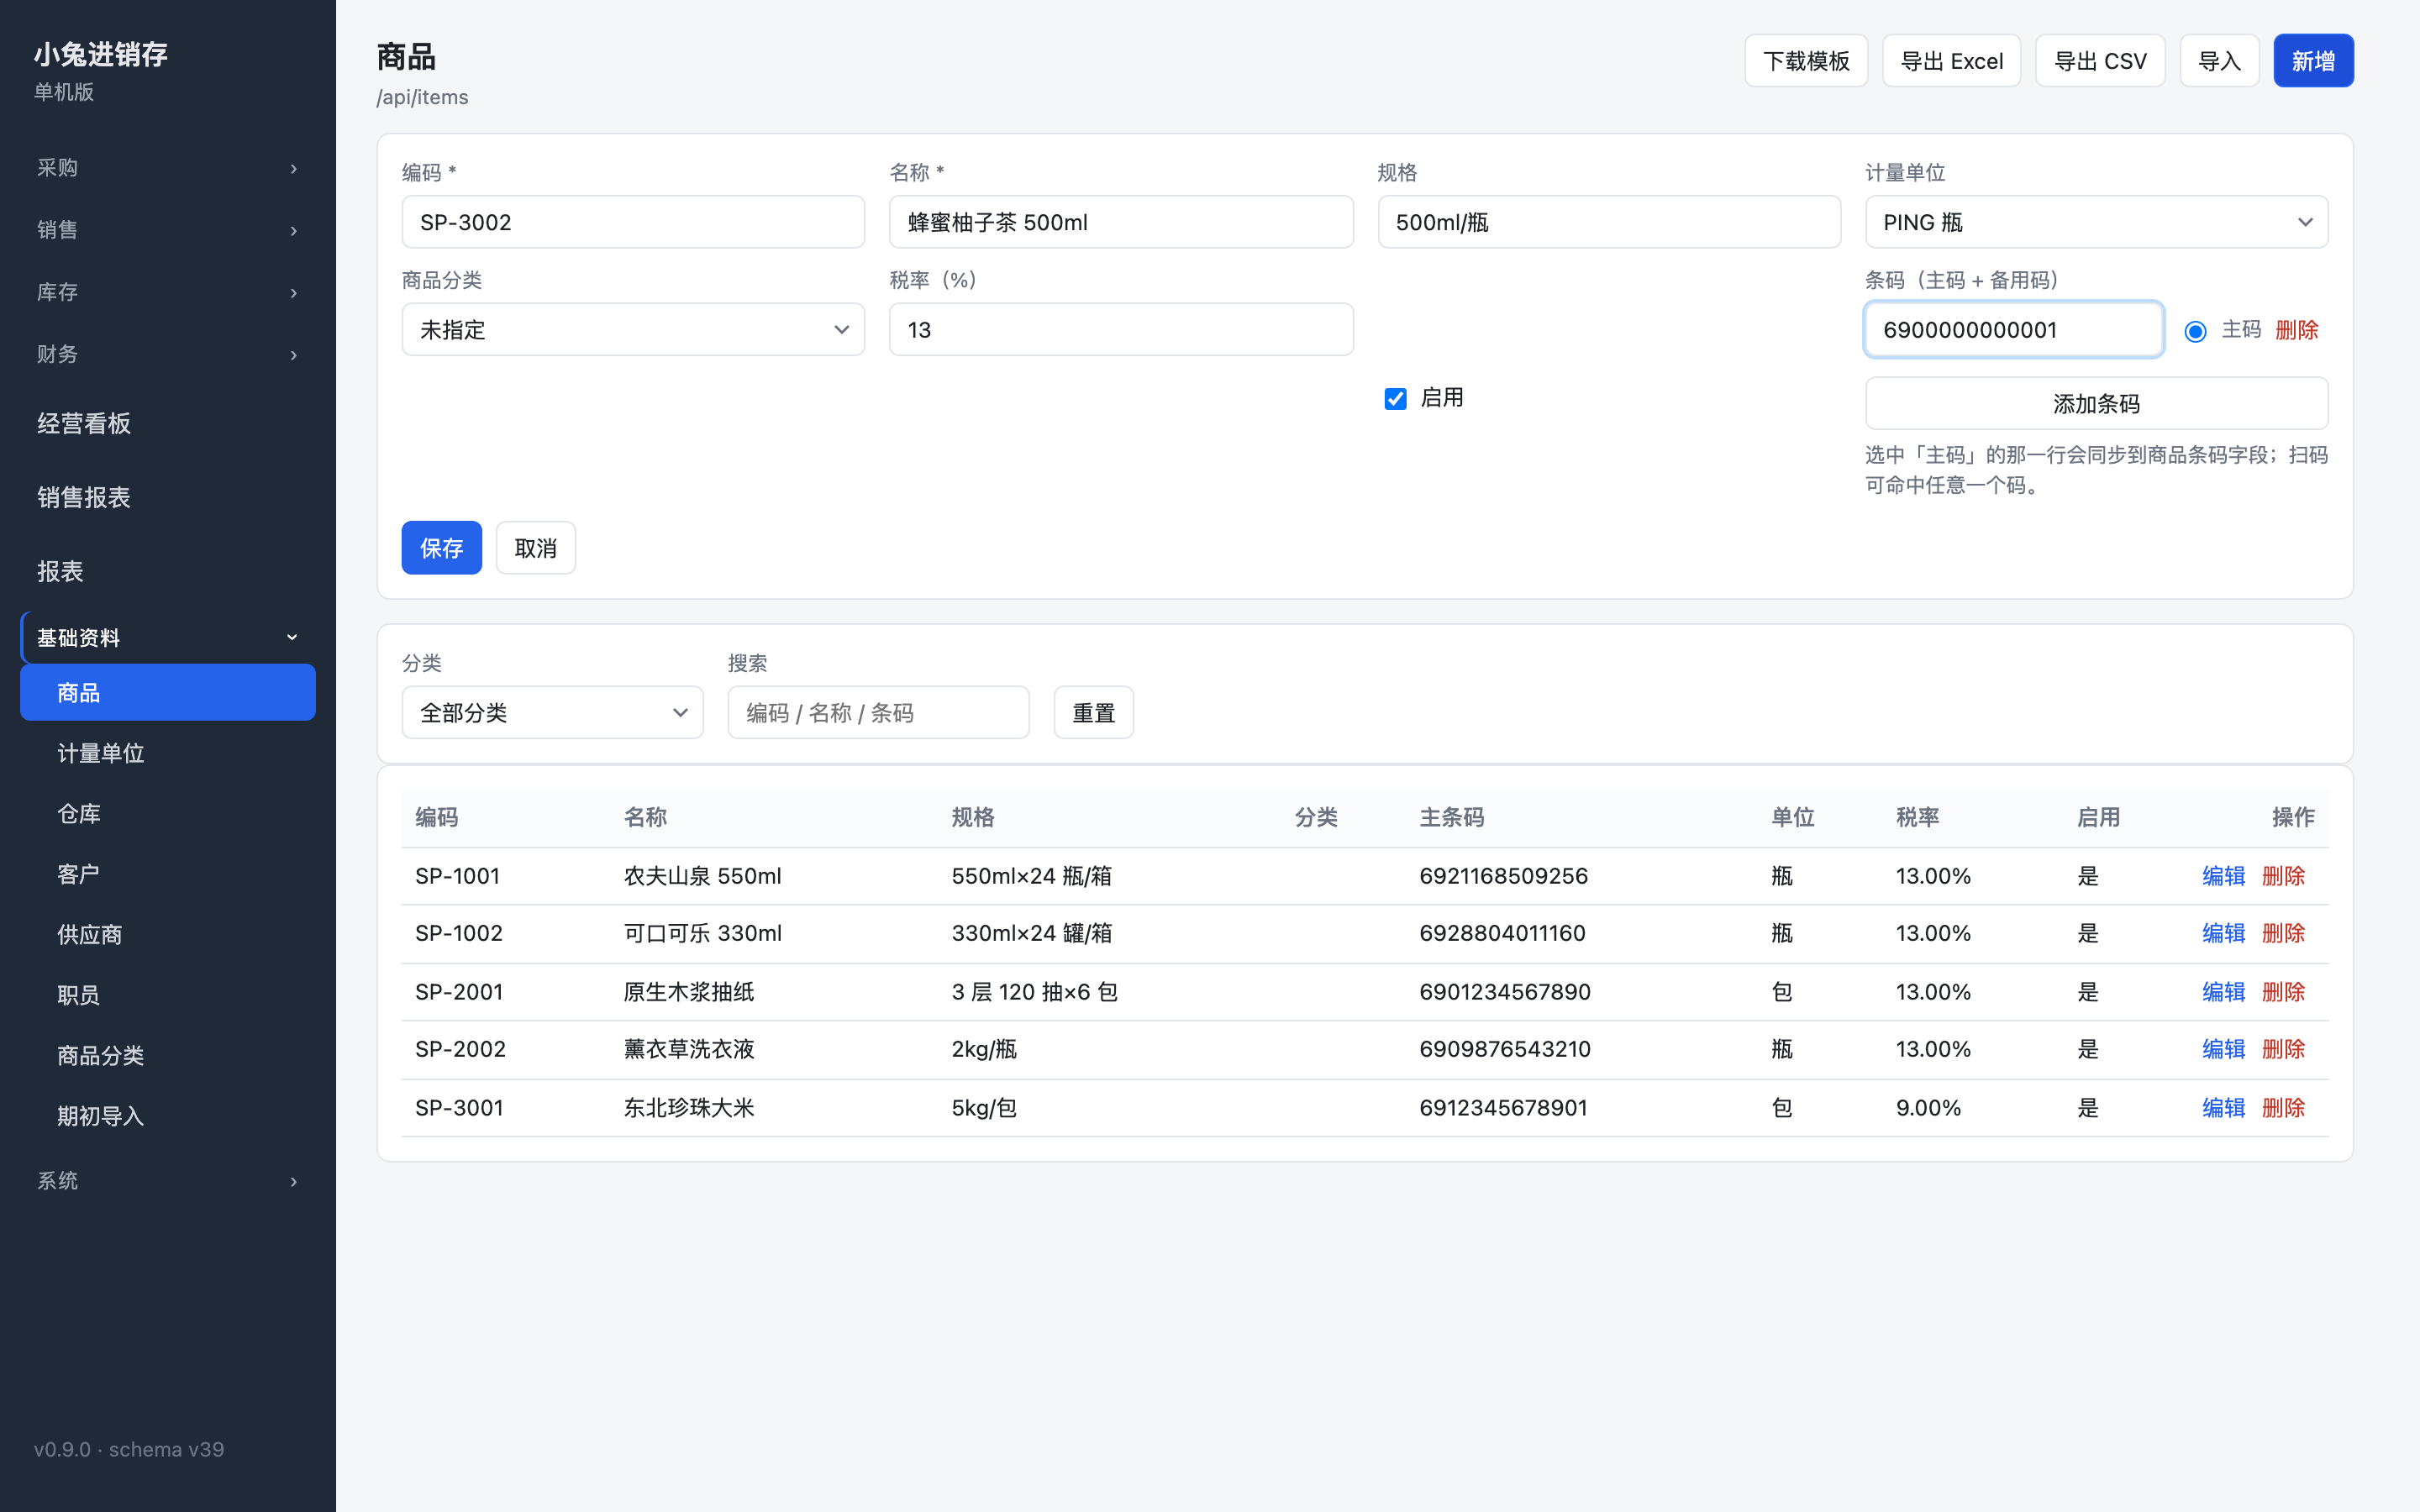 小兔进销存
单机版
采购
销售
库存
财务
经营看板
销售报表
报表
基础资料
商品
计量单位
仓库
客户
供应商
职员
商品分类
期初导入
系统
v0.9.0 · schema v39
商品
/api/items
下载模板 导出 Excel 导出 CSV 导入 新增
编码 * 名称 * 规格 计量单位
SP-3002 蜂蜜柚子茶 500ml 500ml/瓶 PING 瓶
商品分类 税率（%） 条码（主码 + 备用码）
未指定 13 6900000000001 主码 删除
启用 添加条码
选中「主码」的那一行会同步到商品条码字段；扫码
可命中任意一个码。
保存 取消
分类 搜索
全部分类 编码 / 名称 / 条码 重置
编码 名称 规格 分类 主条码 单位 税率 启用 操作
SP-1001 农夫山泉 550ml 550ml×24 瓶/箱 6921168509256 瓶 13.00% 是 编辑 删除
SP-1002 可口可乐 330ml 330ml×24 罐/箱 6928804011160 瓶 13.00% 是 编辑 删除
SP-2001 原生木浆抽纸 3 层 120 抽×6 包 6901234567890 包 13.00% 是 编辑 删除
SP-2002 薰衣草洗衣液 2kg/瓶 6909876543210 瓶 13.00% 是 编辑 删除
SP-3001 东北珍珠大米 5kg/包 6912345678901 包 9.00% 是 编辑 删除